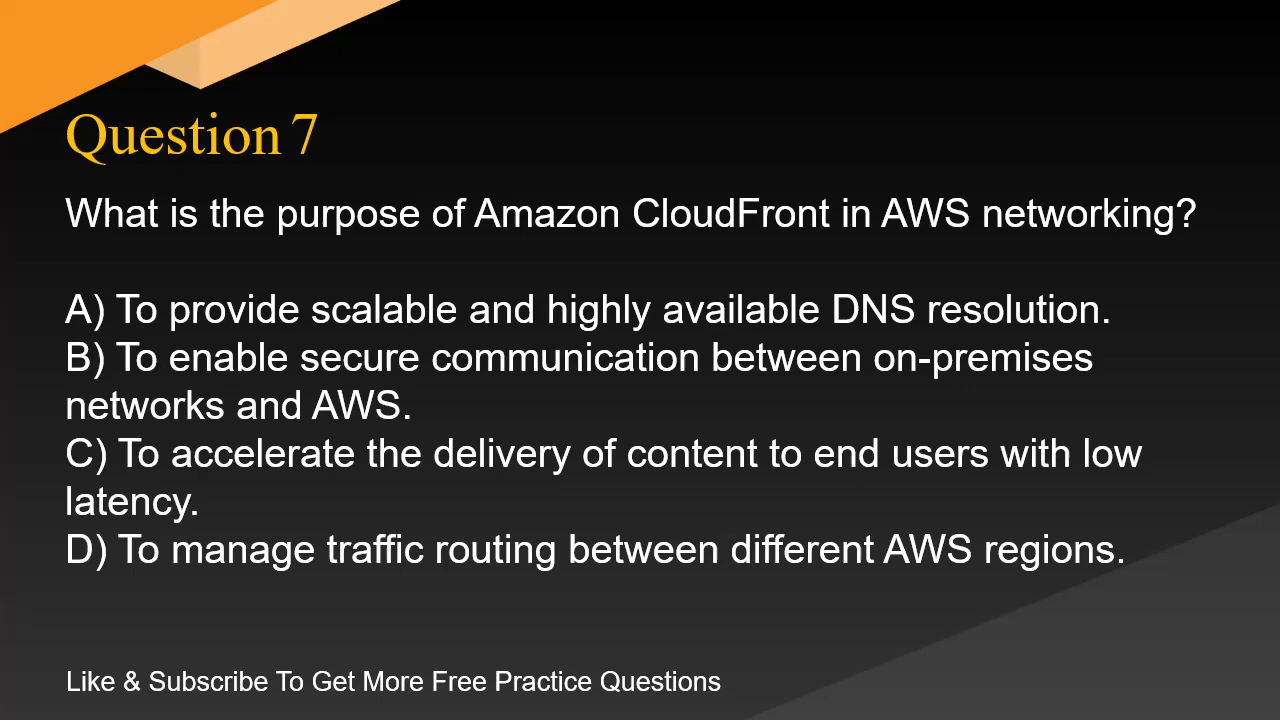 Question 7
What is the purpose of Amazon CloudFront in AWS networking?
A) To provide scalable and highly available DNS resolution.
B) To enable secure communication between on-premises
networks and AWS.
C) To accelerate the delivery of content to end users with low
latency.
D) To manage traffic routing between different AWS regions.
Like & Subscribe To Get More Free Practice Questions